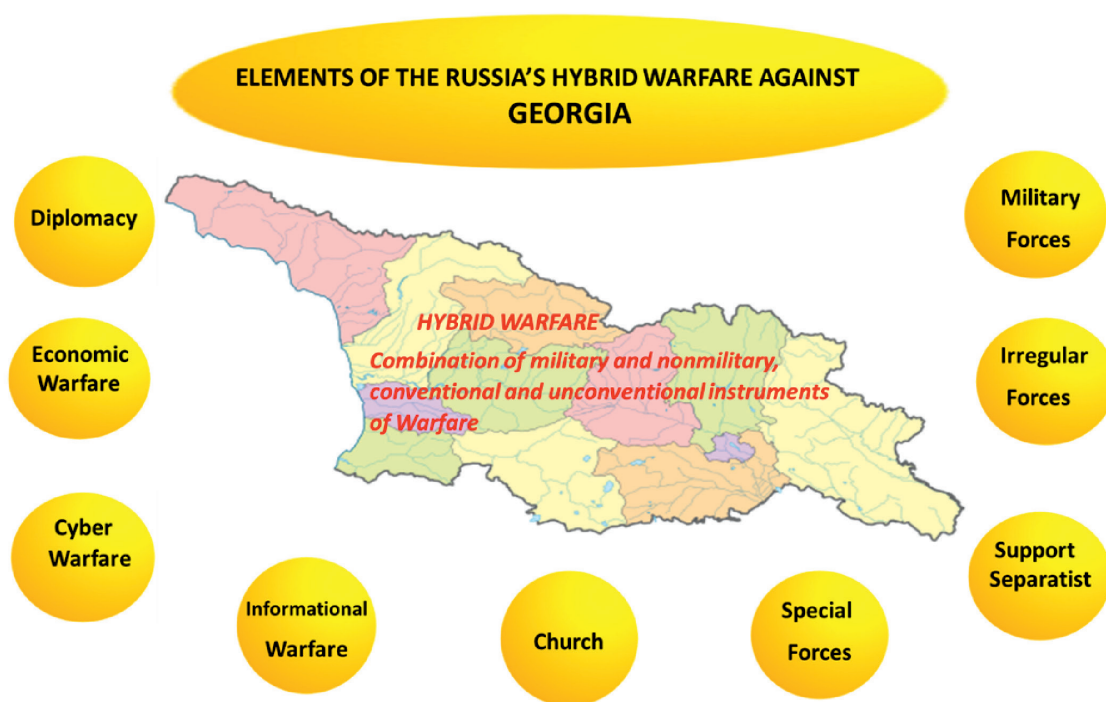 ELEMENTS OF THE RUSSIA'S HYBRID WARFARE AGAINST
GEORGIA
Diplomacy
Economic
Warfare
Cyber
Warfare
HYBRID WARFARE
Combination of military and nonmilitary,
conventional and unconventional instruments
of Warfare
Military
Forces
Irregular
Forces
Support
Separatist
Informational
Warfare
Church
Special
Forces